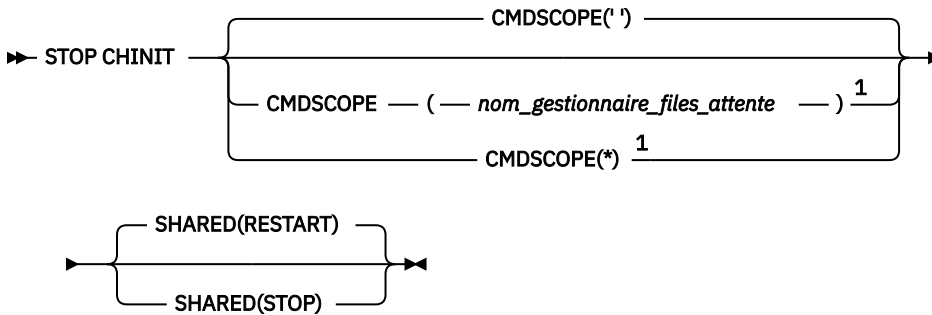 CMDSCOPE(' ')
STOP CHINIT
CMDSCOPE ( nom_gestionnaire_files_attente ) 1
CMDSCOPE(*) 1
SHARED(RESTART)
SHARED(STOP)